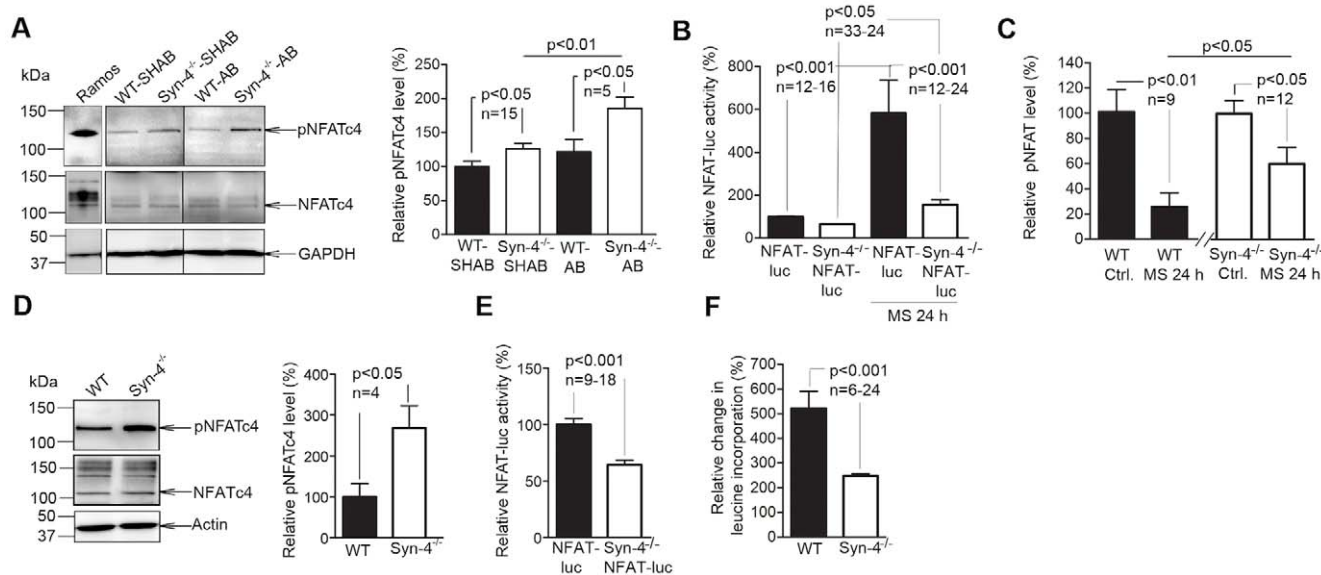 A
kDa
Ramos
WT-SHAB
Syn-4-/--SHAB
WT-AB
Syn-4-/--AB
150
100
pNFATc4
150
100
NFATc4
50
37
GAPDH
Relative pNFATc4 level (%)
250
200
150
100
50
0
p<0.01
p<0.05
n=15
p<0.05
n=5
WT-
SHAB
Syn-4-/--
SHAB
WT-
AB
Syn-4-/--
AB
B
Relative NFAT-luc activity (%)
800
600
400
200
0
p<0.05
n=33-24
p<0.001
n=12-16
p<0.001
n=12-24
NFAT-
luc
Syn-4-/-
NFAT-
luc
NFAT-
luc
Syn-4-/-
NFAT-
luc
MS 24 h
C
Relative pNFAT level (%)
140
120
100
80
60
40
20
0
p<0.05
p<0.01
n=9
p<0.05
n=12
WT
Ctrl.
WT
MS 24 h
Syn-4-/-
Ctrl.
Syn-4-/-
MS 24 h
D
kDa
WT
Syn-4-/-
150
100
pNFATc4
150
100
NFATc4
50
37
Actin
Relative pNFATc4 level (%)
400
300
200
100
0
p<0.05
n=4
WT
Syn-4-/-
E
Relative NFAT-luc activity (%)
150
100
50
0
p<0.001
n=9-18
NFAT-
luc
Syn-4-/-
NFAT-luc
F
Relative change in
leucine incorporation (%)
700
600
500
400
300
200
100
0
p<0.001
n=6-24
WT
Syn-4-/-